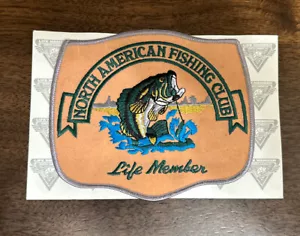 NORTH AMERICAN FISHING CLUB
Life Member